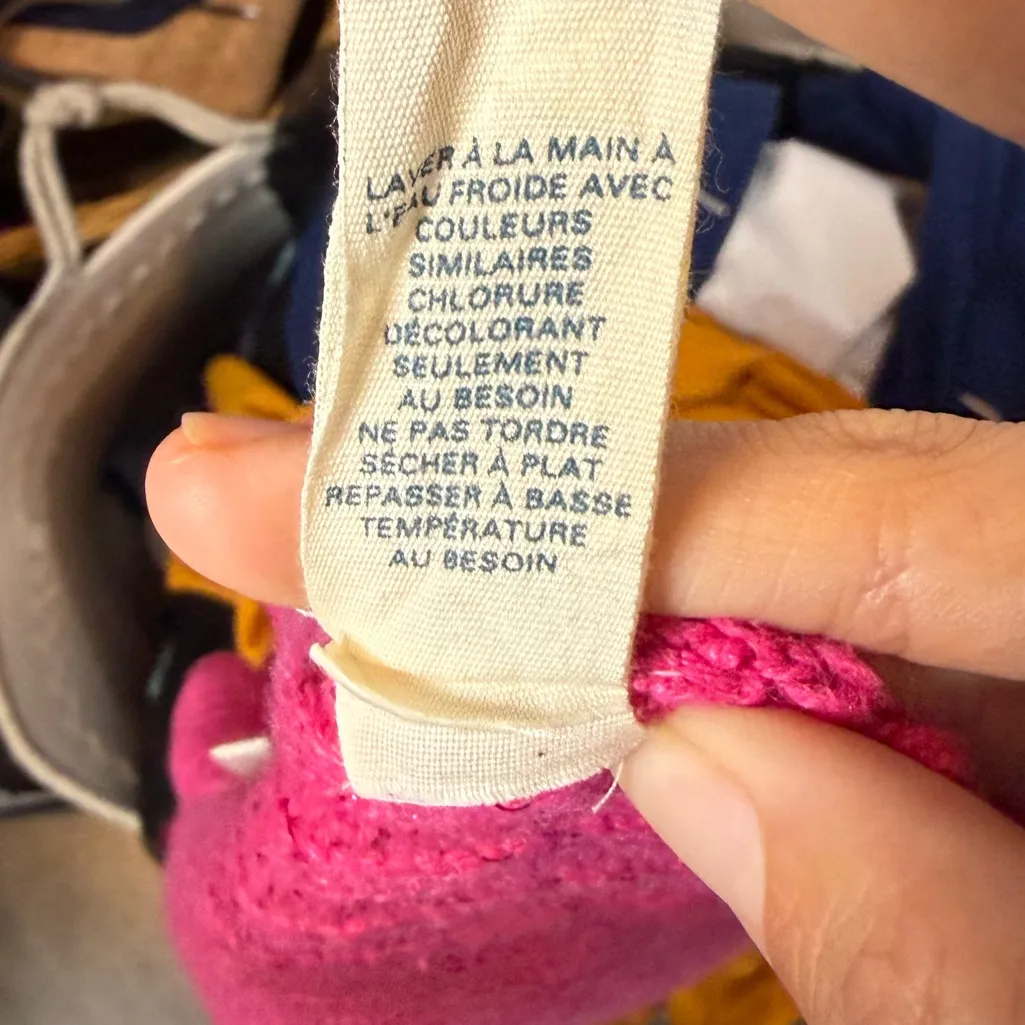 LAVER À LA MAIN À
L'EAU FROIDE AVEC
COULEURS
SIMILAIRES
CHLORURE
DÉCOLORANT
SEULEMENT
AU BESOIN
NE PAS TORDRE
SÉCHER À PLAT
REPASSER À BASSE
TEMPÉRATURE
AU BESOIN